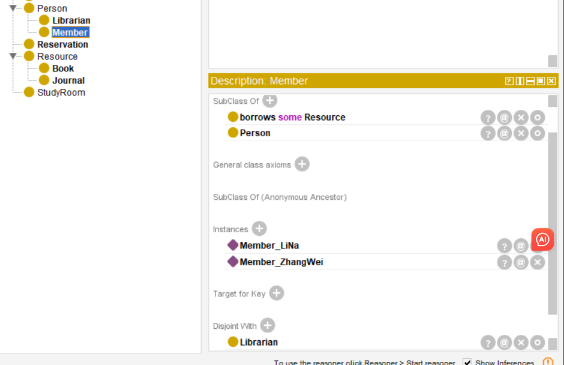 Person
Librarian
Member
Reservation
Resource
Book
Journal
StudyRoom
Description: Member
SubClass Of
borrows some Resource
Person
General class axioms
SubClass Of (Anonymous Ancestor)
Instances
Member_LiNa
Member_ZhangWei
Target for Key
Disjoint With
Librarian
To use the reasoner click Reasoner > Start reasoner
Show Inferences